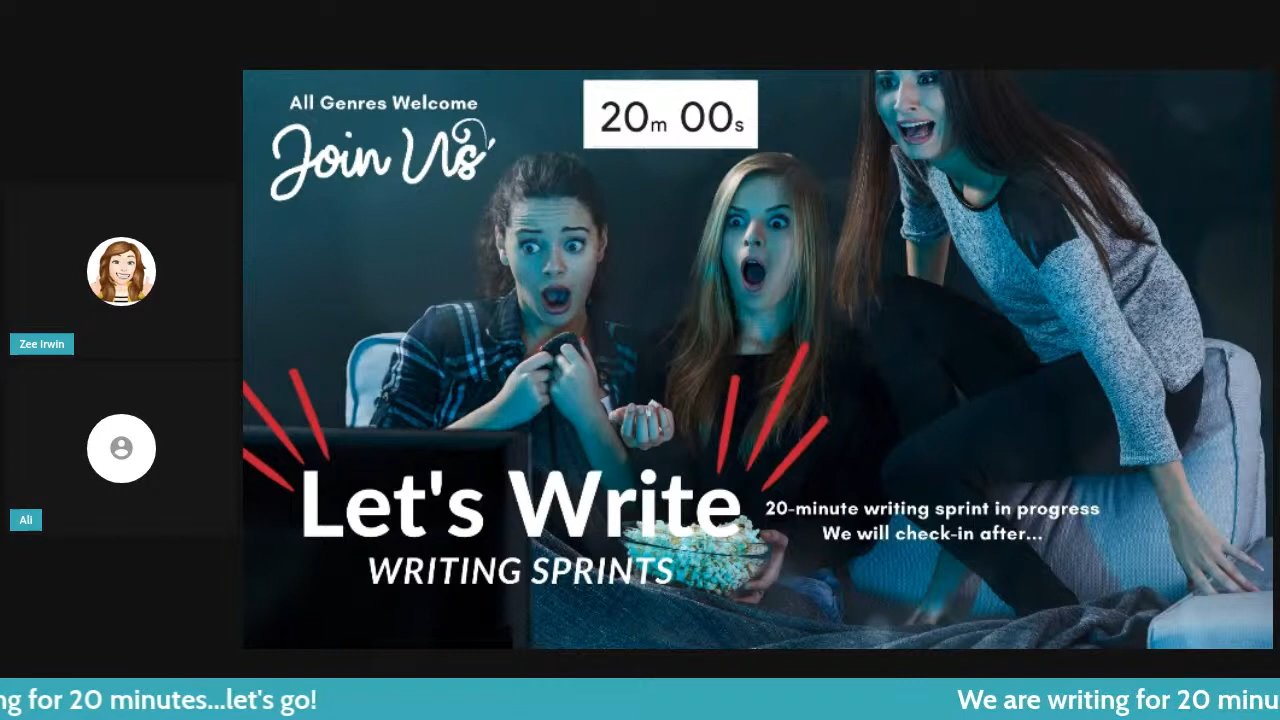 All Genres Welcome
Join Us
20m 00s
Zee Irwin
Ali
Let's Write
WRITING SPRINTS
20-minute writing sprint in progress
We will check-in after...
ng for 20 minutes...let's go!
We are writing for 20 minu